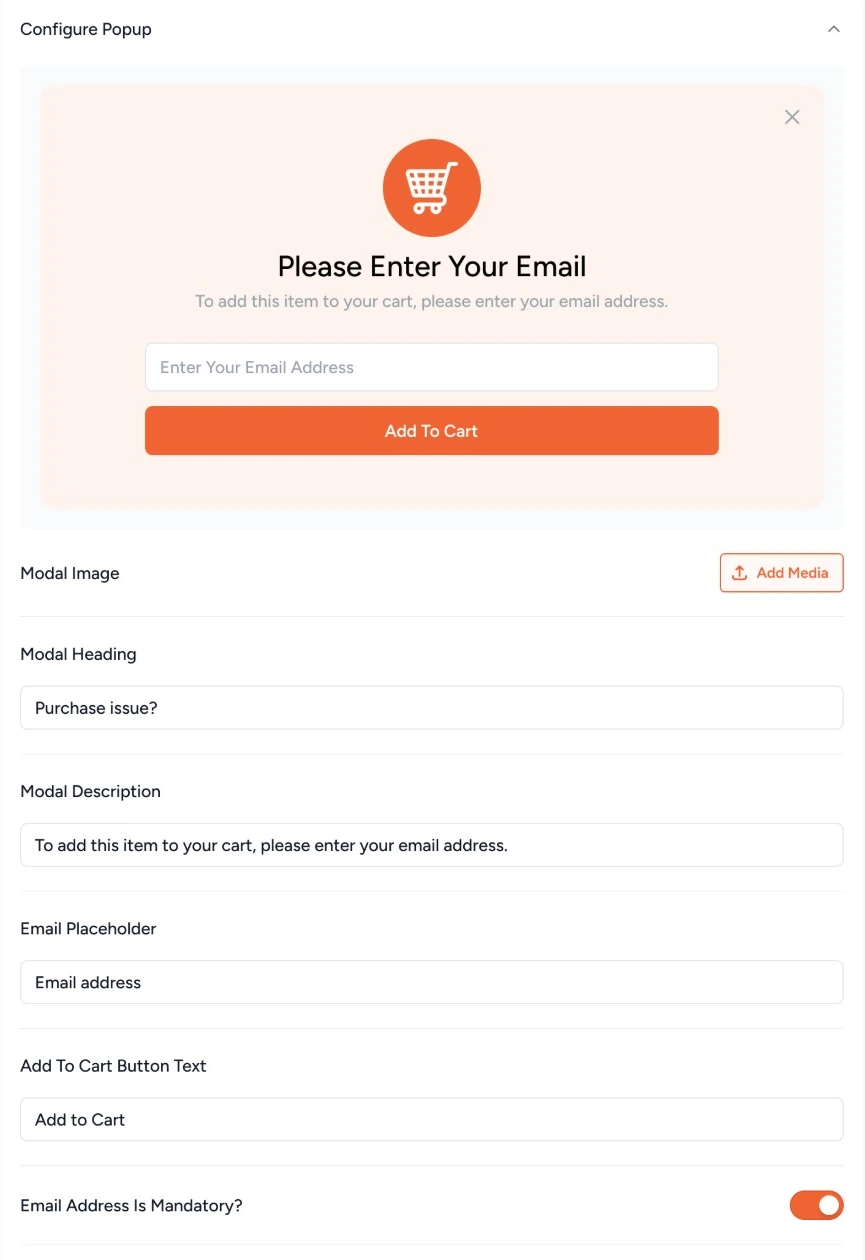 Configure Popup
Please Enter Your Email
To add this item to your cart, please enter your email address.
Enter Your Email Address
Add To Cart
Modal Image
Add Media
Modal Heading
Purchase issue?
Modal Description
To add this item to your cart, please enter your email address.
Email Placeholder
Email address
Add To Cart Button Text
Add to Cart
Email Address Is Mandatory?